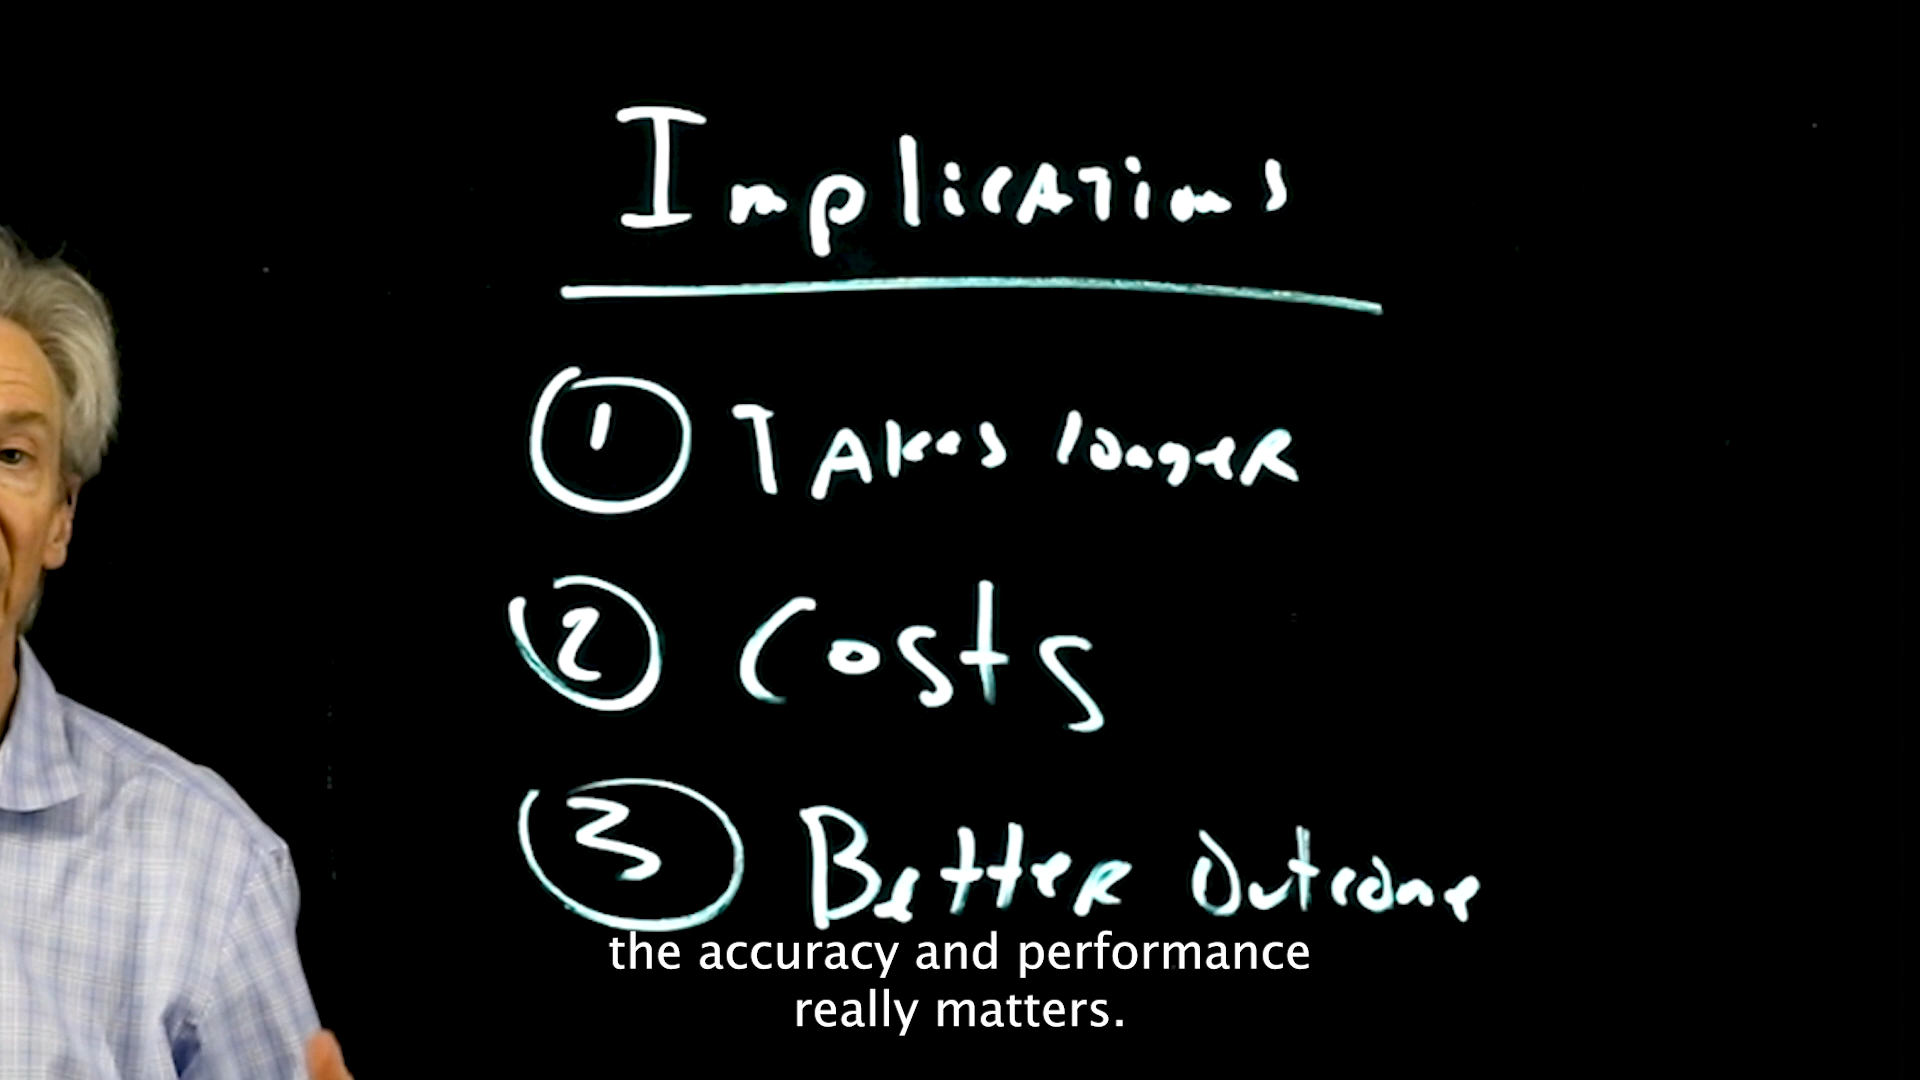 Implications
1 Takes longer
2 Costs
3 Better Outcome
the accuracy and performance
really matters.